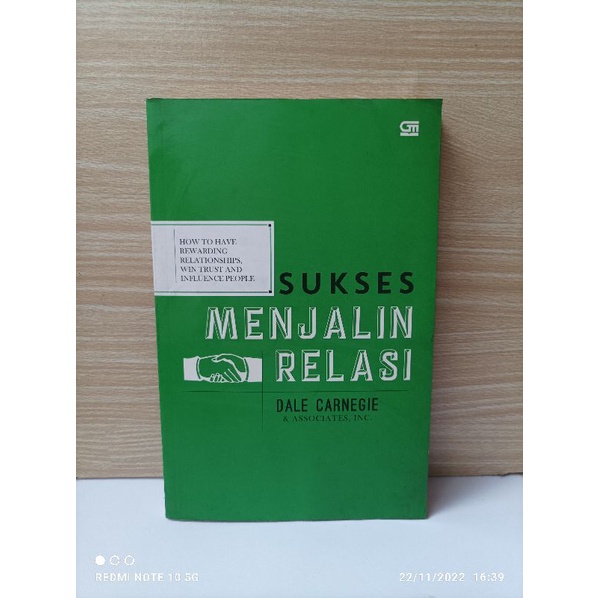 HOW TO HAVE
REWARDING
RELATIONSHIPS,
WIN TRUST AND
INFLUENCE PEOPLE
SUKSES
MENJALIN
RELASI
DALE CARNEGIE
& ASSOCIATES, INC.
REDMI NOTE 10 5G
22/11/2022 16:39